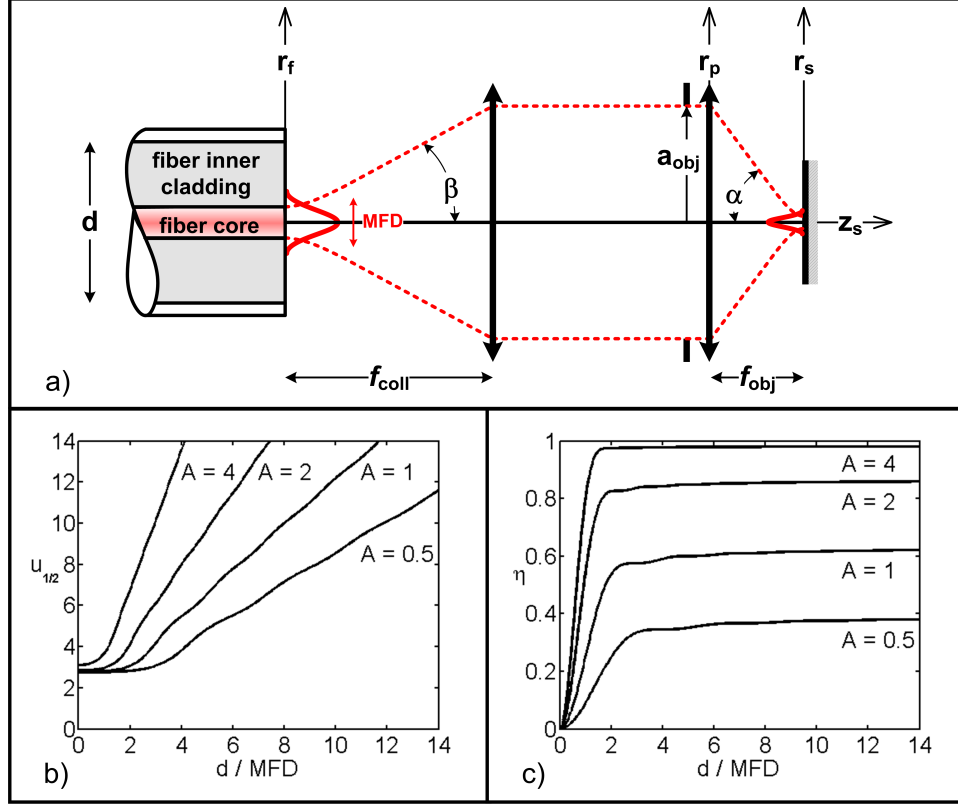 r_f
r_p
r_s
fiber inner
cladding
fiber core
d
MFD
β
a_obj
α
z_s
f_coll
f_obj
a)
14
12
10
8
6
4
2
0
u_1/2
A = 4
A = 2
A = 1
A = 0.5
0 2 4 6 8 10 12 14
d / MFD
b)
1
0.8
0.6
0.4
0.2
0
η
A = 4
A = 2
A = 1
A = 0.5
0 2 4 6 8 10 12 14
d / MFD
c)